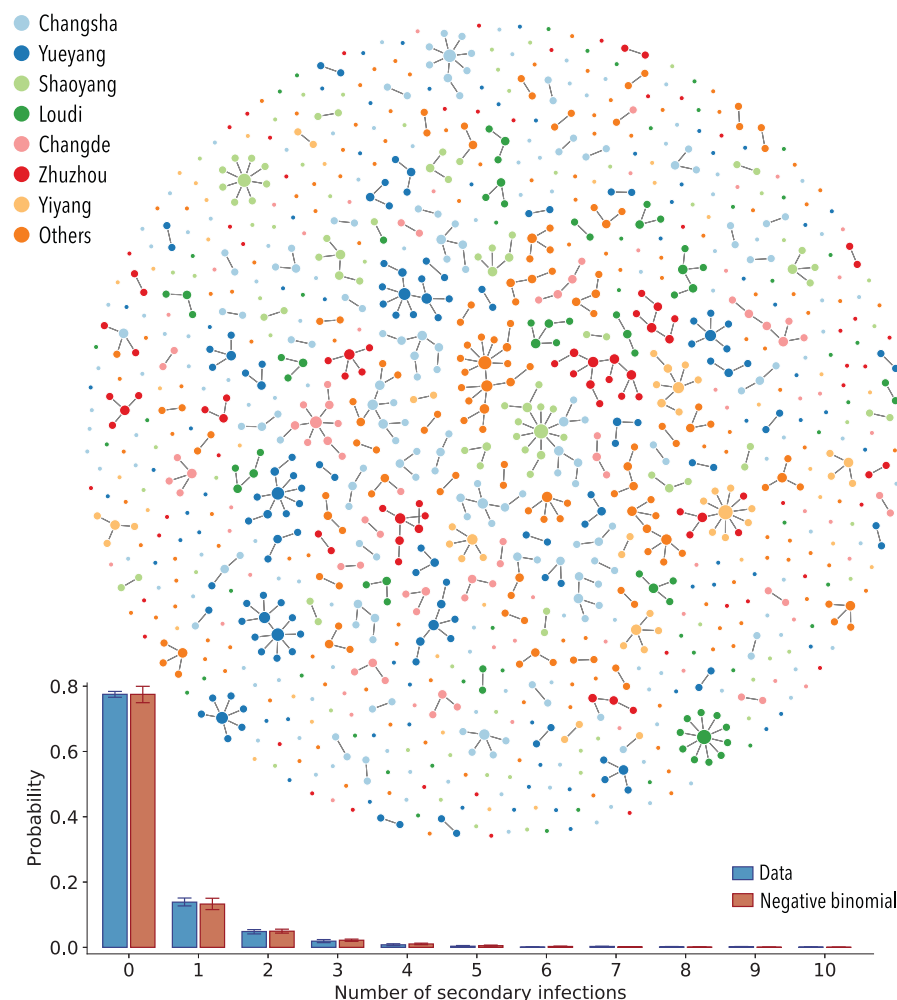 Changsha
Yueyang
Shaoyang
Loudi
Changde
Zhuzhou
Yiyang
Others
0.8
0.6
0.4
0.2
0.0
Probability
Data
Negative binomial
0 1 2 3 4 5 6 7 8 9 10
Number of secondary infections